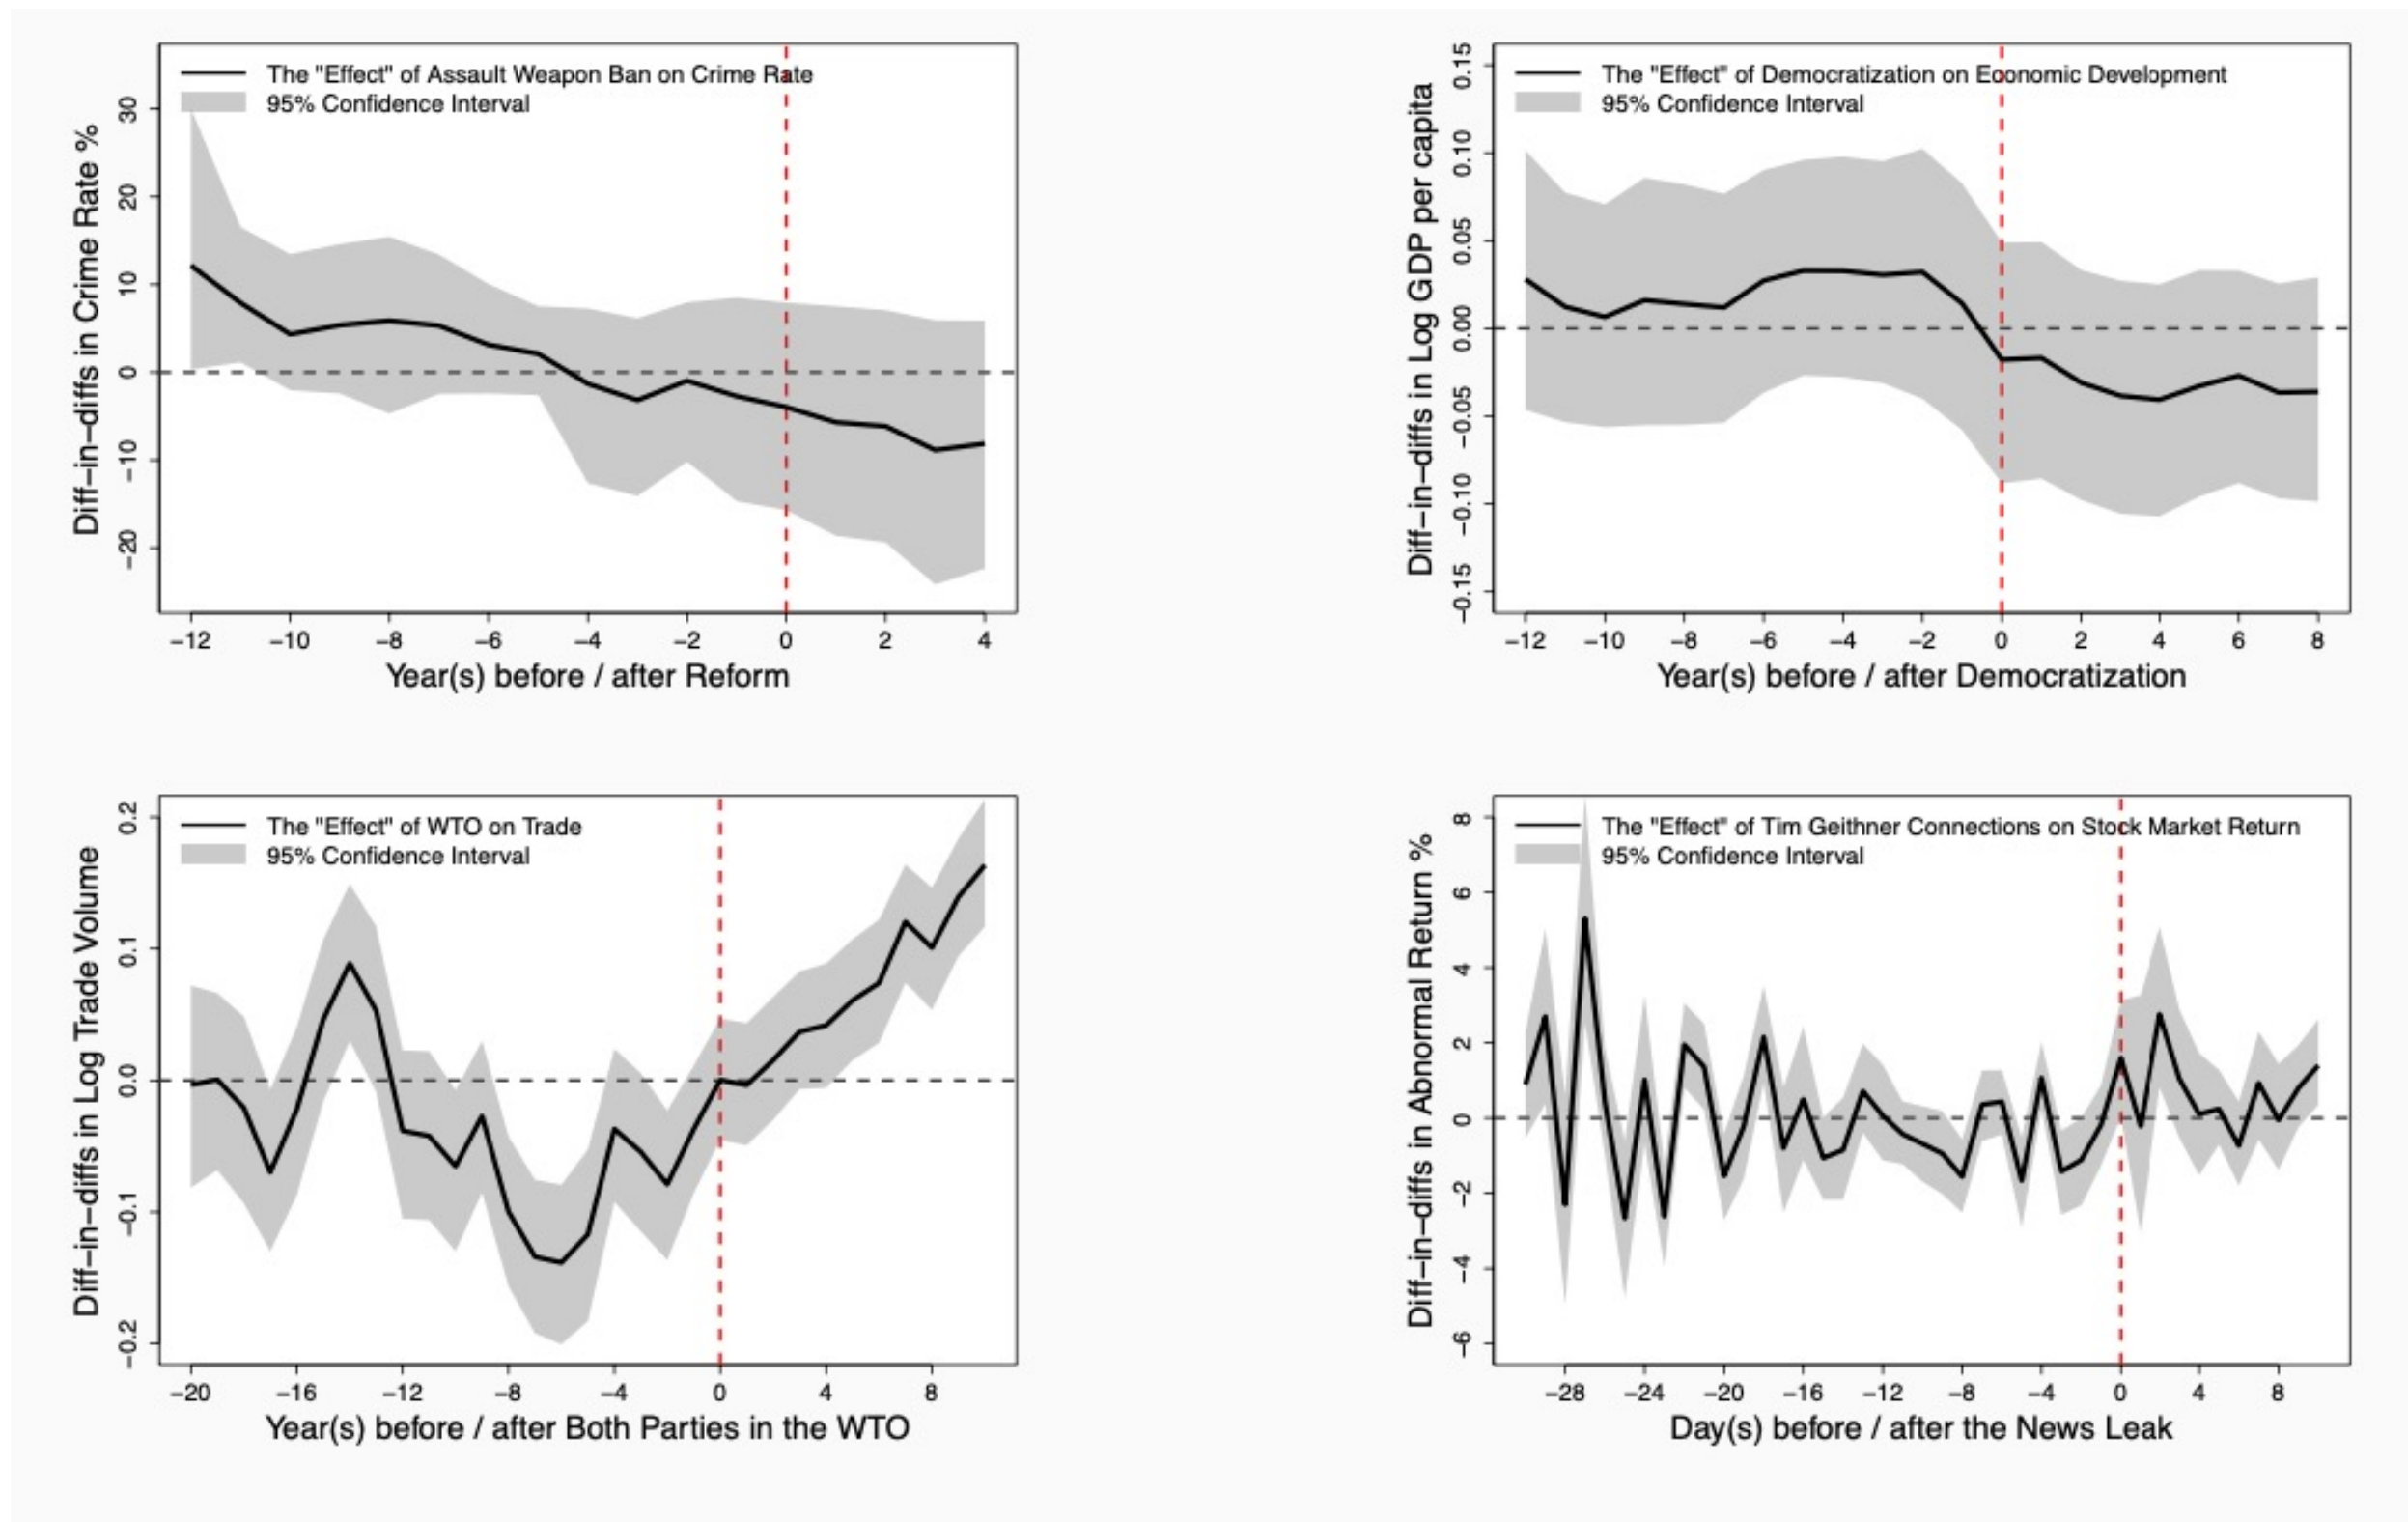 The "Effect" of Assault Weapon Ban on Crime Rate
95% Confidence Interval
Diff−in−diffs in Crime Rate %
30
20
10
0
−10
−20
−12 −10 −8 −6 −4 −2 0 2 4
Year(s) before / after Reform
The "Effect" of Democratization on Economic Development
95% Confidence Interval
Diff−in−diffs in Log GDP per capita
0.15
0.10
0.05
0.00
−0.05
−0.10
−0.15
−12 −10 −8 −6 −4 −2 0 2 4 6 8
Year(s) before / after Democratization
The "Effect" of WTO on Trade
95% Confidence Interval
Diff−in−diffs in Log Trade Volume
0.2
0.1
0.0
−0.1
−0.2
−20 −16 −12 −8 −4 0 4 8
Year(s) before / after Both Parties in the WTO
The "Effect" of Tim Geithner Connections on Stock Market Return
95% Confidence Interval
Diff−in−diffs in Abnormal Return %
8
6
4
2
0
−2
−4
−6
−28 −24 −20 −16 −12 −8 −4 0 4 8
Day(s) before / after the News Leak